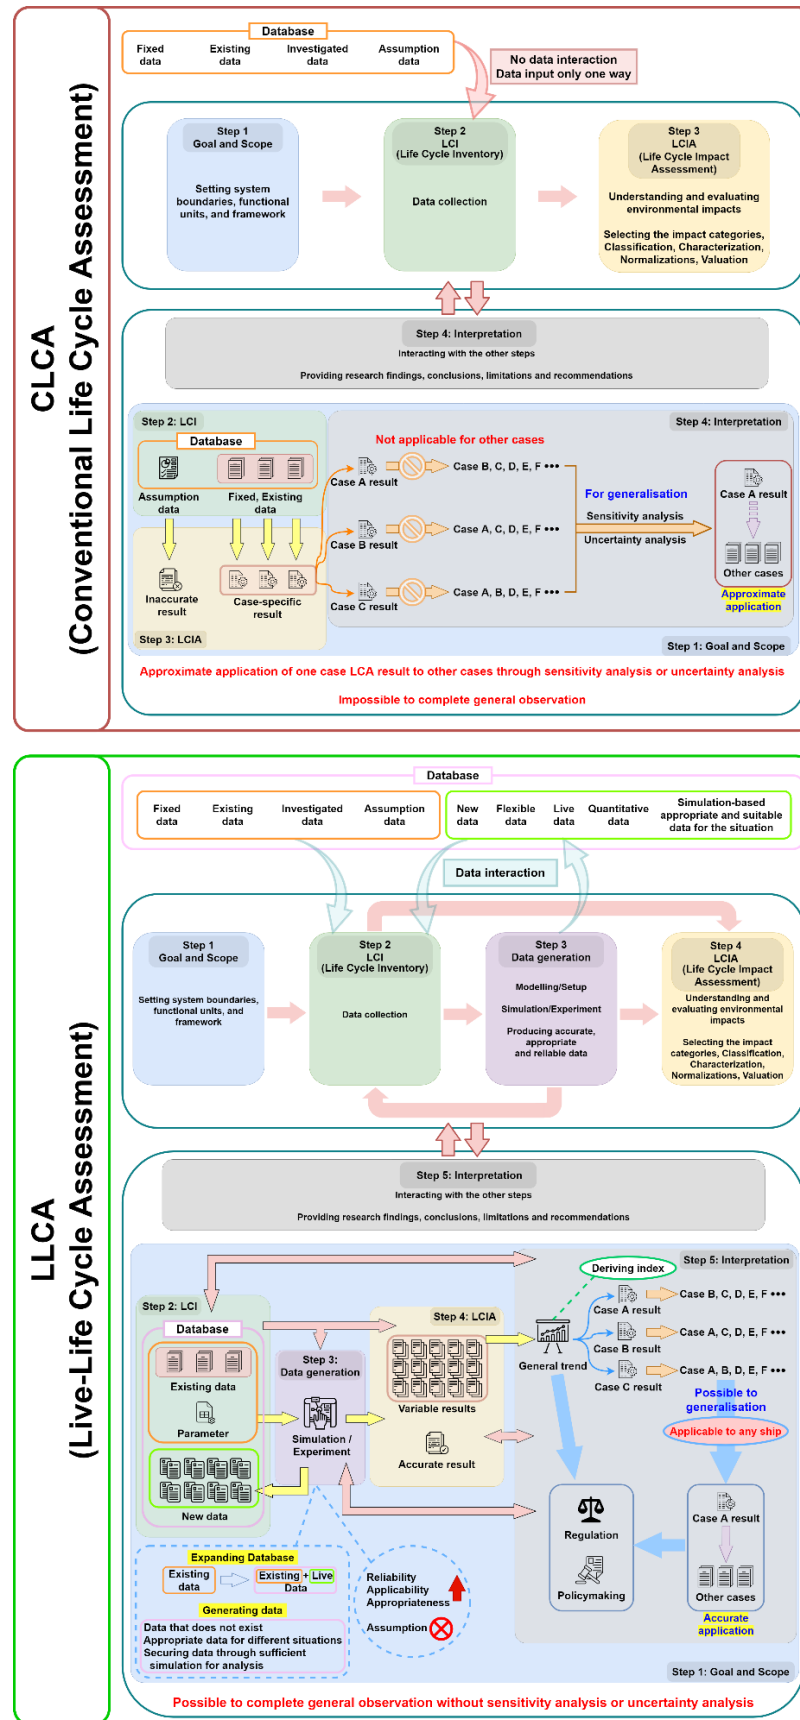 CLCA
(Conventional Life Cycle Assessment)
Database
Fixed
data
Existing
data
Investigated
data
Assumption
data
No data interaction
Data input only one way
Step 1
Goal and Scope
Setting system
boundaries, functional
units, and framework
Step 2
LCI
(Life Cycle Inventory)
Data collection
Step 3
LCIA
(Life Cycle Impact
Assessment)
Understanding and evaluating
environmental impacts
Selecting the impact categories,
Classification, Characterization,
Normalizations, Valuation
Step 4: Interpretation
Interacting with the other steps
Providing research findings, conclusions, limitations and recommendations
Step 2: LCI
Database
Assumption
data
Fixed, Existing
data
Inaccurate
result
Case-specific
result
Step 3: LCIA
Step 4: Interpretation
Not applicable for other cases
Case A result
Case B, C, D, E, F •••
Case B result
Case A, C, D, E, F •••
Case C result
Case A, B, D, E, F •••
For generalisation
Sensitivity analysis
Uncertainty analysis
Case A result
Other cases
Approximate
application
Step 1: Goal and Scope
Approximate application of one case LCA result to other cases through sensitivity analysis or uncertainty analysis
Impossible to complete general observation
LLCA
(Live-Life Cycle Assessment)
Database
Fixed
data
Existing
data
Investigated
data
Assumption
data
New
data
Flexible
data
Live
data
Quantitative
data
Simulation-based
appropriate and suitable
data for the situation
Data interaction
Step 1
Goal and Scope
Setting system boundaries,
functional units, and
framework
Step 2
LCI
(Life Cycle Inventory)
Data collection
Step 3
Data generation
Modelling/Setup
Simulation/Experiment
Producing accurate,
appropriate
and reliable data
Step 4
LCIA
(Life Cycle Impact
Assessment)
Understanding and
evaluating environmental
impacts
Selecting the impact
categories, Classification,
Characterization,
Normalizations, Valuation
Step 5: Interpretation
Interacting with the other steps
Providing research findings, conclusions, limitations and recommendations
Step 2: LCI
Database
Existing data
Parameter
New data
Step 3:
Data generation
Simulation /
Experiment
Step 4: LCIA
Variable results
Accurate result
Step 5: Interpretation
Deriving index
General trend
Case A result
Case B, C, D, E, F •••
Case B result
Case A, C, D, E, F •••
Case C result
Case A, B, D, E, F •••
Possible to
generalisation
Applicable to any ship
Regulation
Policymaking
Case A result
Other cases
Accurate
application
Expanding Database
Existing
data
Existing + Live
Data
Generating data
Data that does not exist
Appropriate data for different situations
Securing data through sufficient
simulation for analysis
Reliability
Applicability
Appropriateness
Assumption
Step 1: Goal and Scope
Possible to complete general observation without sensitivity analysis or uncertainty analysis